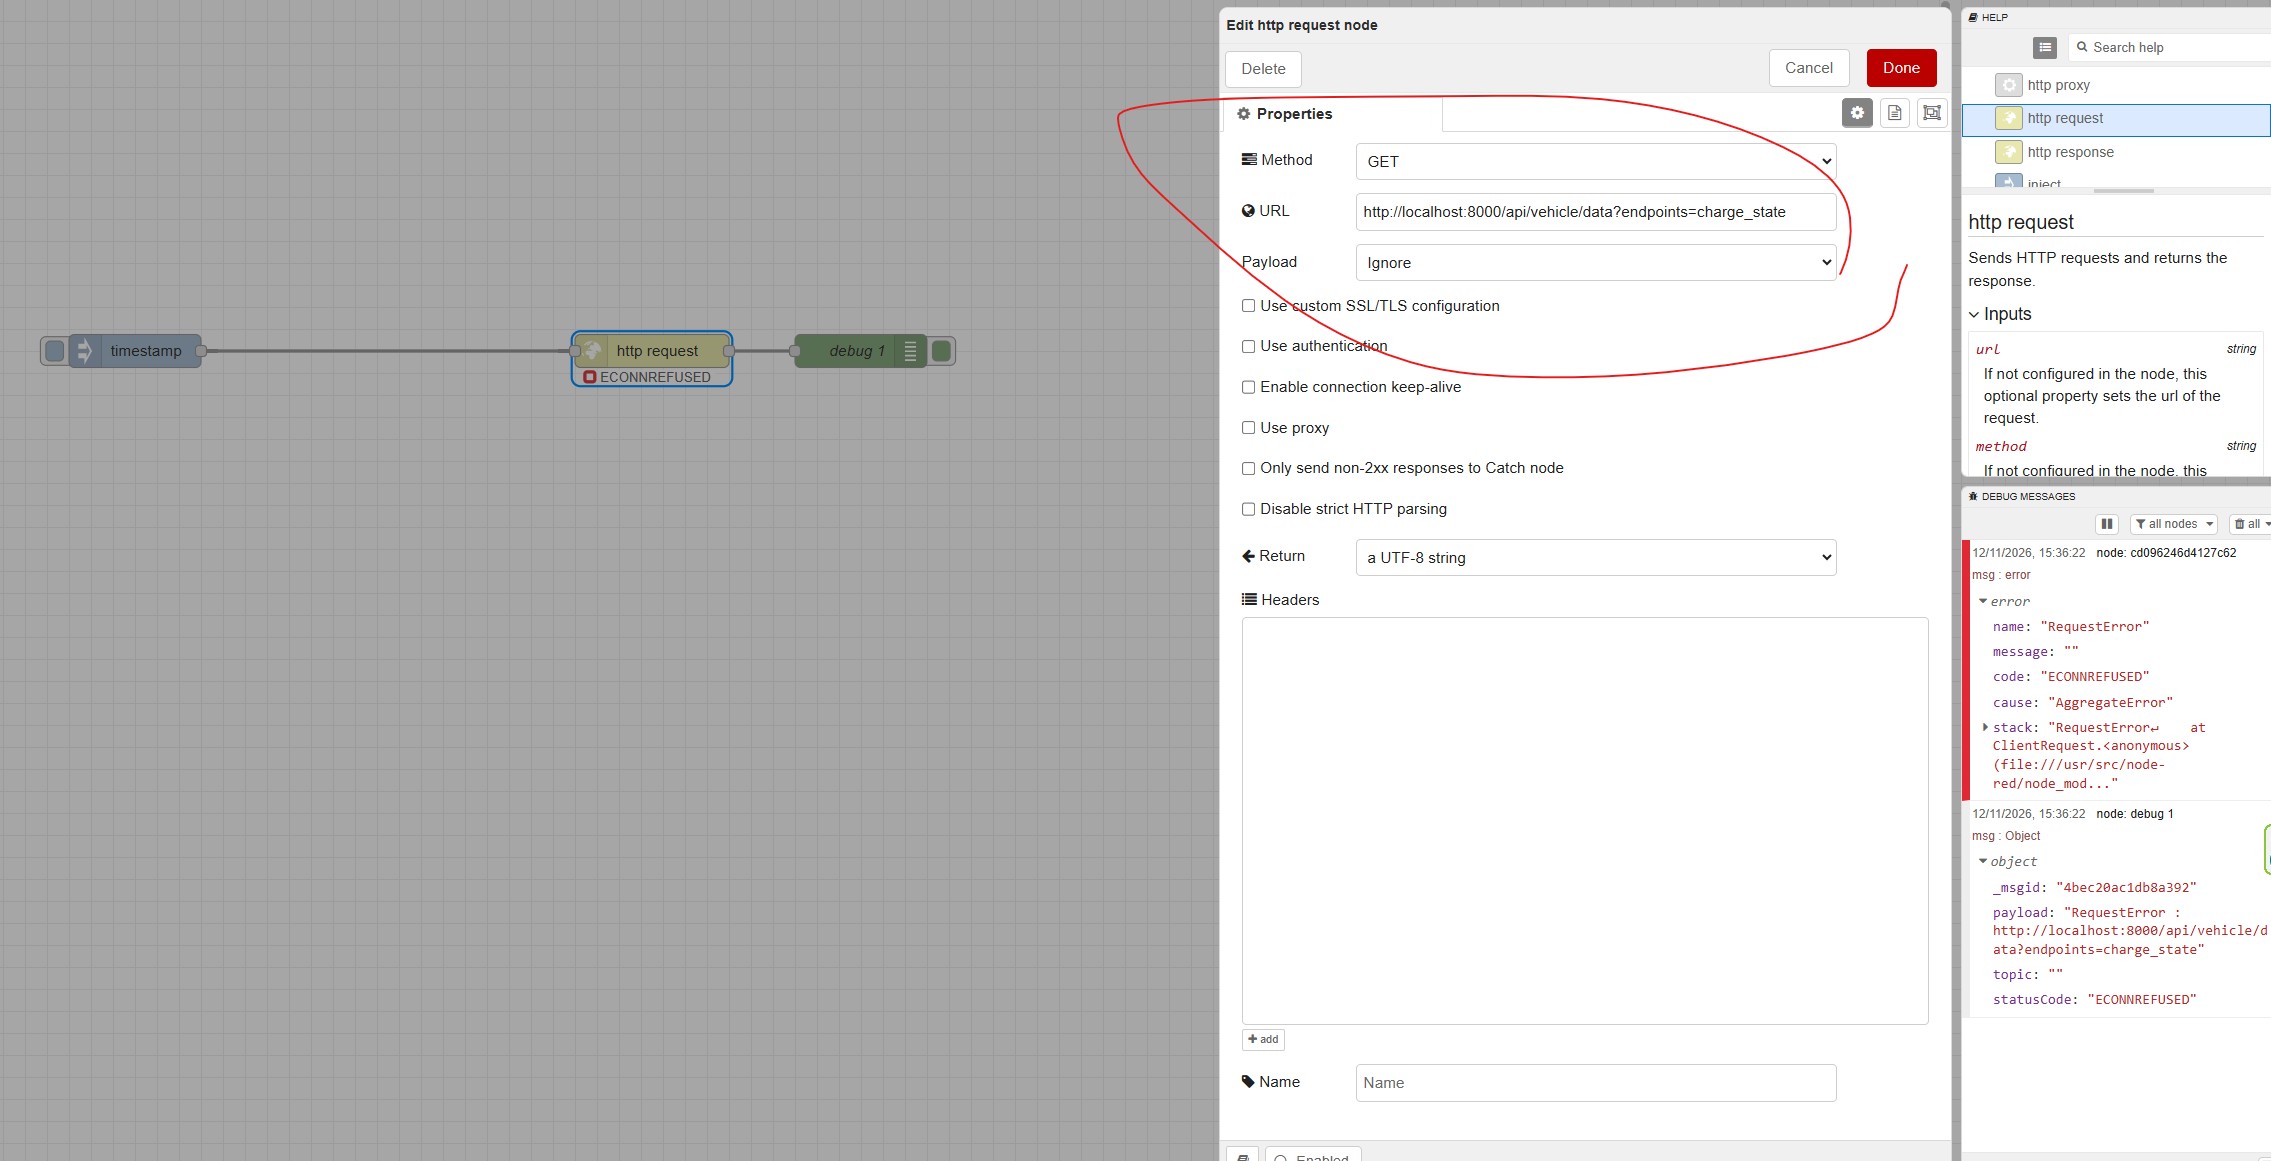 Edit http request node
Delete
Cancel
Done
Properties
Method
GET
URL
http://localhost:8000/api/vehicle/data?endpoints=charge_state
Payload
Ignore
Use custom SSL/TLS configuration
Use authentication
Enable connection keep-alive
Use proxy
Only send non-2xx responses to Catch node
Disable strict HTTP parsing
Return
a UTF-8 string
Headers
add
Name
Name
Enabled
timestamp
http request
ECONNREFUSED
debug 1
HELP
Search help
http proxy
http request
http response
inject
http request
Sends HTTP requests and returns the
response.
Inputs
url string
If not configured in the node, this
optional property sets the url of the
request.
method string
If not configured in the node, this
DEBUG MESSAGES
all nodes
all
12/11/2026, 15:36:22 node: cd096246d4127c62
msg : error
error
name: "RequestError"
message: ""
code: "ECONNREFUSED"
cause: "AggregateError"
stack: "RequestError↵ at
ClientRequest.<anonymous>
(file:///usr/src/node-
red/node_mod..."
12/11/2026, 15:36:22 node: debug 1
msg : Object
object
_msgid: "4bec20ac1db8a392"
payload: "RequestError :
http://localhost:8000/api/vehicle/d
ata?endpoints=charge_state"
topic: ""
statusCode: "ECONNREFUSED"